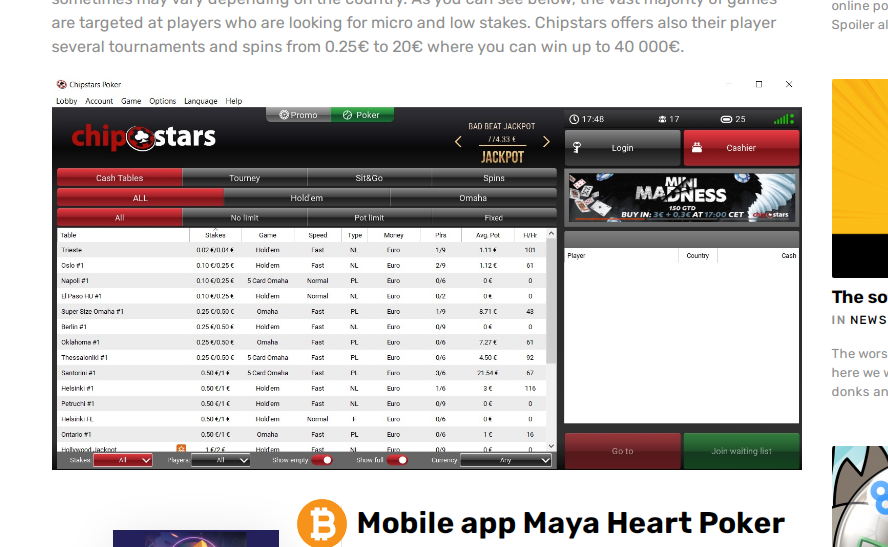 sometimes may vary depending on the country. As you can see below, the vast majority of games
are targeted at players who are looking for micro and low stakes. Chipstars offers also their player
several tournaments and spins from 0.25€ to 20€ where you can win up to 40 000€.
Chipstars Poker
Lobby Account Game Options Language Help
Promo Poker
chipstars
BAD BEAT JACKPOT
774.33 €
JACKPOT
17:48 17 25
Login Cashier
Cash Tables Tourney Sit&Go Spins
ALL Hold'em Omaha
All No limit Pot limit Fixed
MINI MADNESS
150 GTD
BUY IN: 3€ + 0,3€ AT 17:00 CET chipstars
Table Stakes Game Speed Type Money Plrs Avg. Pot H/Hr
Trieste 0.02 €/0.04 € Hold'em Fast NL Euro 1/9 1.11 € 101
Oslo #1 0.10 €/0.25 € Hold'em Fast NL Euro 2/9 1.12 € 61
Napoli #1 0.10 €/0.25 € 5 Card Omaha Normal PL Euro 0/6 0 € 0
El Paso HU #1 0.10 €/0.25 € Hold'em Normal NL Euro 0/2 0 € 0
Super Size Omaha #1 0.25 €/0.50 € Omaha Fast PL Euro 1/9 8.71 € 43
Berlin #1 0.25 €/0.50 € Hold'em Fast NL Euro 0/9 0 € 0
Oklahoma #1 0.25 €/0.50 € Omaha Fast PL Euro 0/6 7.27 € 61
Thessaloniki #1 0.25 €/0.50 € 5 Card Omaha Fast PL Euro 0/6 4.50 € 92
Santorini #1 0.50 €/1 € 5 Card Omaha Fast PL Euro 3/6 21.54 € 67
Helsinki #1 0.50 €/1 € Hold'em Fast NL Euro 1/6 3 € 116
Petruchi #1 0.50 €/1 € Hold'em Fast NL Euro 0/9 0 € 0
Helsinki FL 0.50 €/1 € Hold'em Normal F Euro 0/6 0 € 0
Ontario #1 0.50 €/1 € Omaha Fast PL Euro 0/6 1 € 16
Hollywood Jackpot 1 €/2 € Hold'em Fast NL Euro 0/9 0 € 0
Stakes All Players All Show empty Show full Currency Any
Player Country Cash
Go to Join waiting list
Mobile app Maya Heart Poker
online po
Spoiler al
The so
IN NEWS
The wors
here we w
donks an